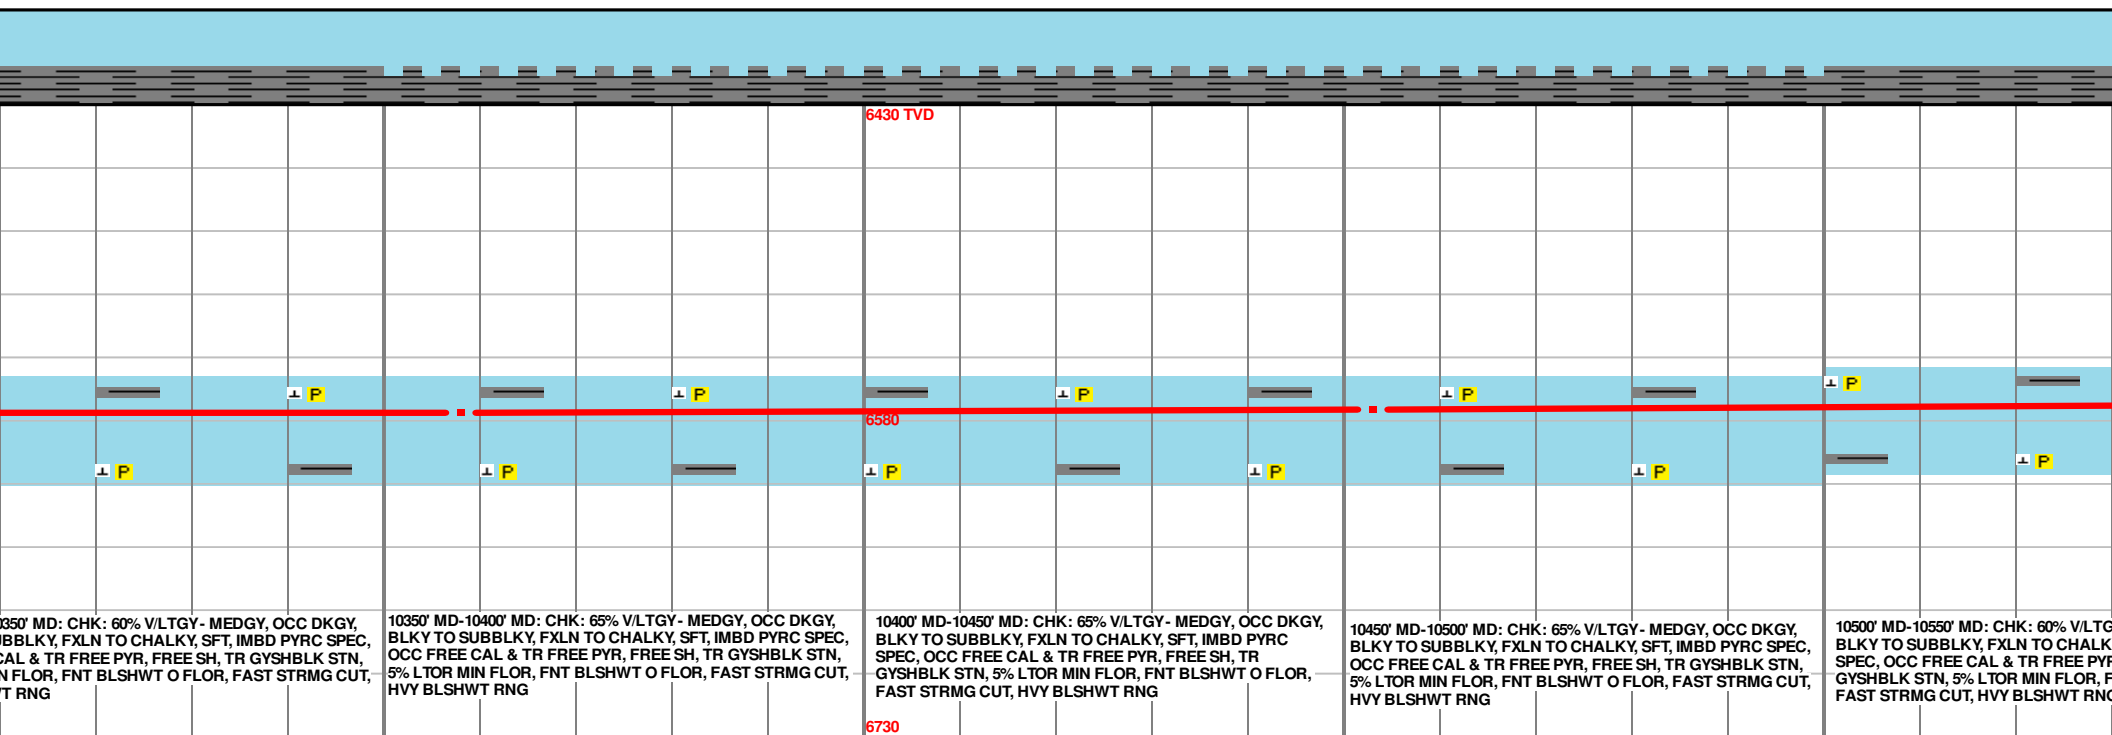 6430 TVD
P P P P P
6580
P P P P P P
0350' MD: CHK: 60% V/LTGY- MEDGY, OCC DKGY,
UBBLKY, FXLN TO CHALKY, SFT, IMBD PYRC SPEC,
CAL & TR FREE PYR, FREE SH, TR GYSHBLK STN,
N FLOR, FNT BLSHWT O FLOR, FAST STRMG CUT,
T RNG
10350' MD-10400' MD: CHK: 65% V/LTGY- MEDGY, OCC DKGY,
BLKY TO SUBBLKY, FXLN TO CHALKY, SFT, IMBD PYRC SPEC,
OCC FREE CAL & TR FREE PYR, FREE SH, TR GYSHBLK STN,
5% LTOR MIN FLOR, FNT BLSHWT O FLOR, FAST STRMG CUT,
HVY BLSHWT RNG
10400' MD-10450' MD: CHK: 65% V/LTGY- MEDGY, OCC DKGY,
BLKY TO SUBBLKY, FXLN TO CHALKY, SFT, IMBD PYRC
SPEC, OCC FREE CAL & TR FREE PYR, FREE SH, TR
GYSHBLK STN, 5% LTOR MIN FLOR, FNT BLSHWT O FLOR,
FAST STRMG CUT, HVY BLSHWT RNG
10450' MD-10500' MD: CHK: 65% V/LTGY- MEDGY, OCC DKGY,
BLKY TO SUBBLKY, FXLN TO CHALKY, SFT, IMBD PYRC SPEC,
OCC FREE CAL & TR FREE PYR, FREE SH, TR GYSHBLK STN,
5% LTOR MIN FLOR, FNT BLSHWT O FLOR, FAST STRMG CUT,
HVY BLSHWT RNG
10500' MD-10550' MD: CHK: 60% V/LTG
BLKY TO SUBBLKY, FXLN TO CHALK
SPEC, OCC FREE CAL & TR FREE PYR
GYSHBLK STN, 5% LTOR MIN FLOR, F
FAST STRMG CUT, HVY BLSHWT RNG
6730